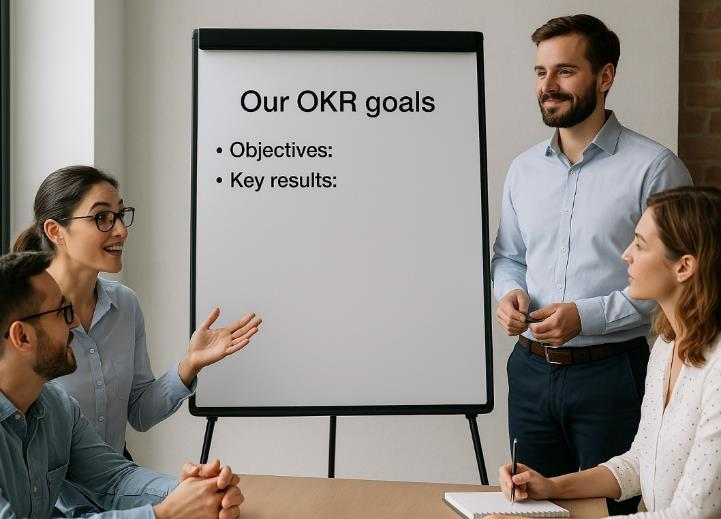 Our OKR goals
• Objectives:
• Key results: